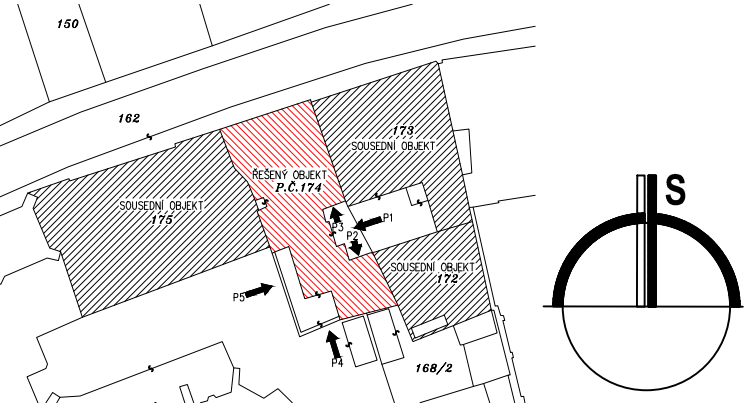 150
162
173
SOUSEDNÍ OBJEKT
ŘEŠENÝ OBJEKT
P.Č.174
S
SOUSEDNÍ OBJEKT
175
P1
P3
P2
SOUSEDNÍ OBJEKT
172
P5
P4
168/2